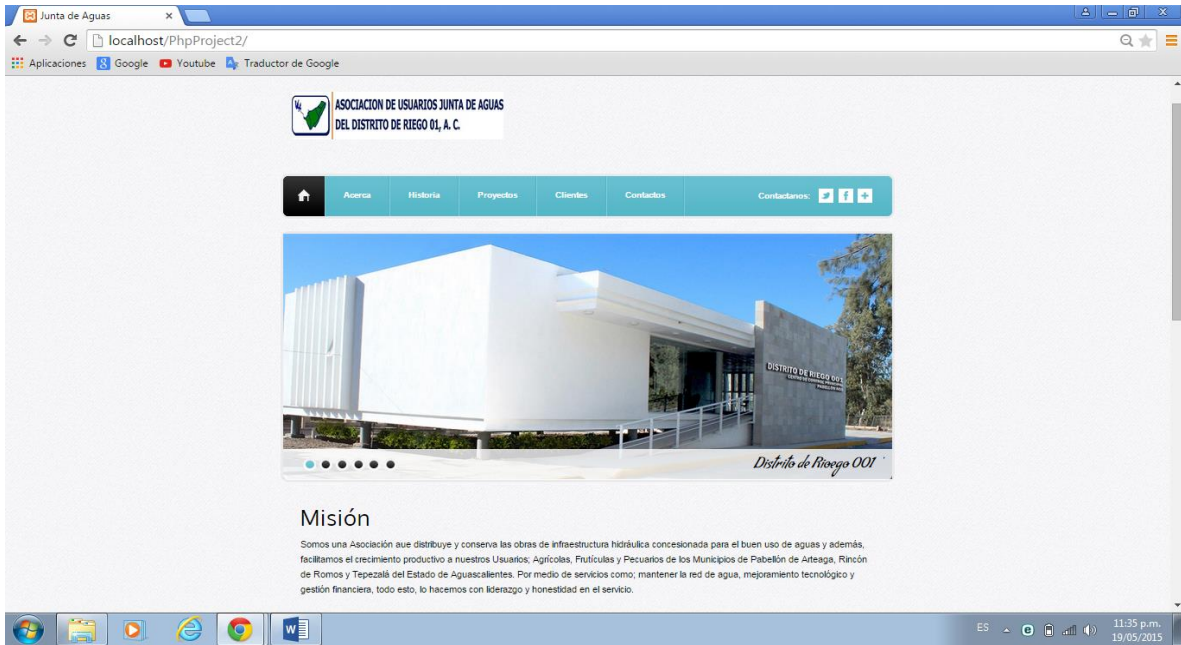 Junta de Aguas
localhost/PhpProject2/
Aplicaciones Google Youtube Traductor de Google
ASOCIACION DE USUARIOS JUNTA DE AGUAS
DEL DISTRITO DE RIEGO 01, A. C.
Acerca Historia Proyectos Clientes Contactos Contactanos:
DISTRITO DE RIEGO 001
Distrito de Rioego 001
Misión
Somos una Asociación aue distribuye y conserva las obras de infraestructura hidráulica concesionada para el buen uso de aguas y además,
facilitamos el crecimiento productivo a nuestros Usuarios; Agrícolas, Frutículas y Pecuarios de los Municipios de Pabellón de Arteaga, Rincón
de Romos y Tepezalá del Estado de Aguascalientes. Por medio de servicios como; mantener la red de agua, mejoramiento tecnológico y
gestión financiera, todo esto, lo hacemos con liderazgo y honestidad en el servicio.
ES 11:35 p.m.
19/05/2015